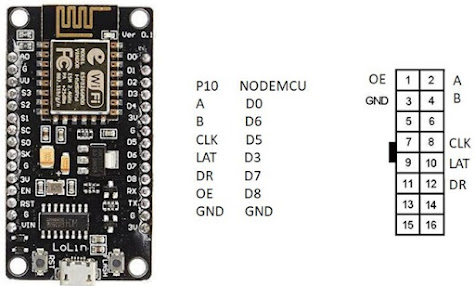 Ver 0.1
WiFi
A0
G
VV
S3
S2
S1
SC
S0
SK
G
3V
EN
RST
G
VIN
D0
D1
D2
D3
D4
3V
G
D5
D6
D7
D8
RX
TX
G
3V
LoLin
RST
FLASH
P10 NODEMCU
A D0
B D6
CLK D5
LAT D3
DR D7
OE D8
GND GND
OE 1 2 A
GND 3 4 B
5 6
7 8 CLK
9 10 LAT
11 12 DR
13 14
15 16